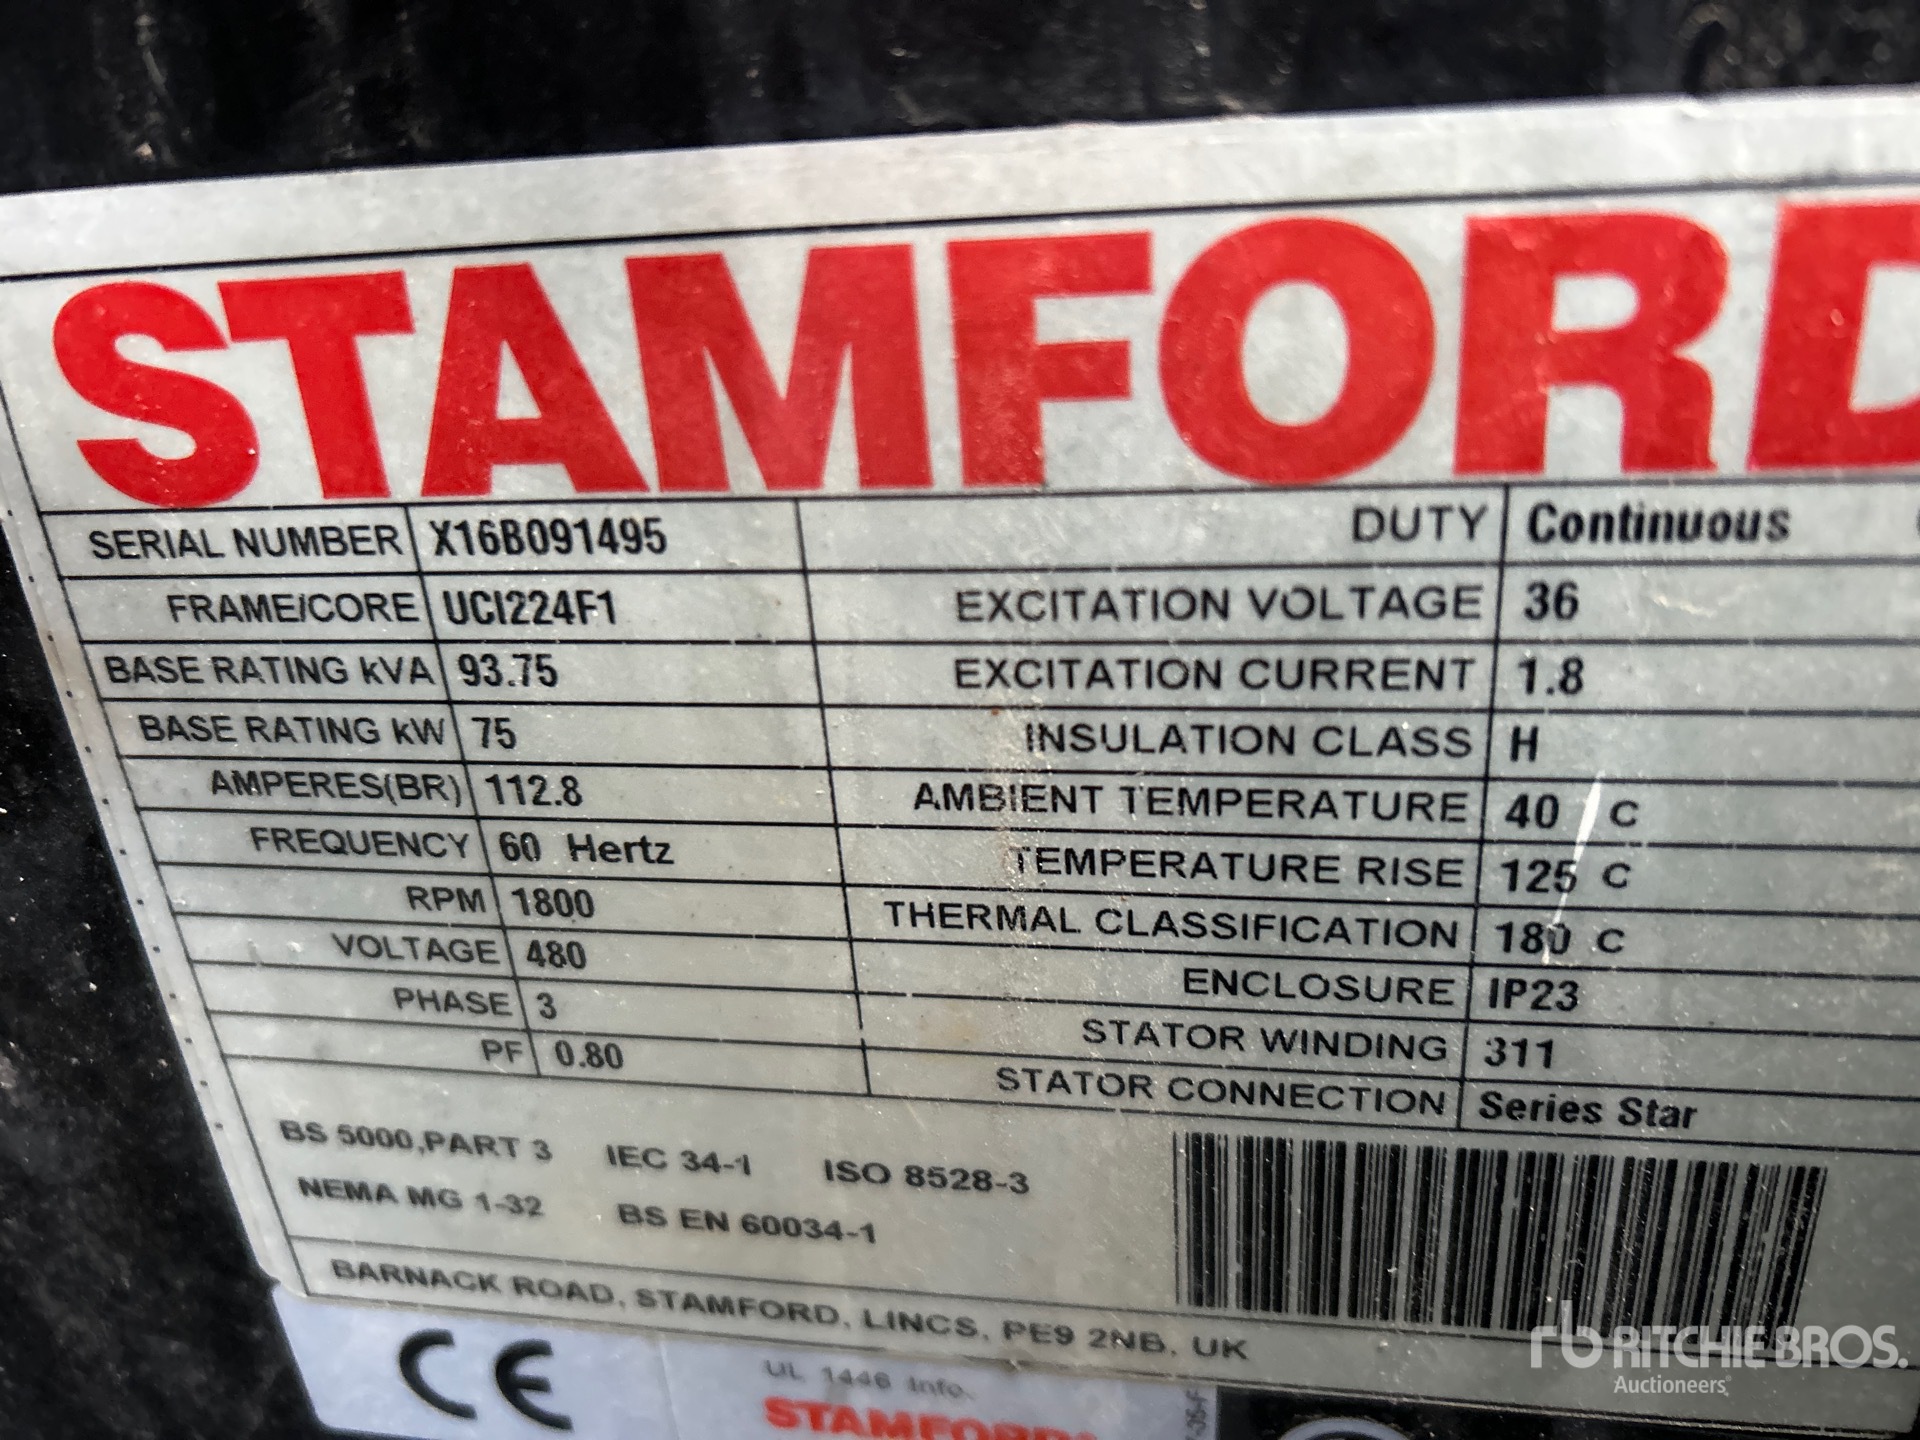 STAMFORD
SERIAL NUMBER X16B091495 DUTY Continuous
FRAME/CORE UCI224F1 EXCITATION VOLTAGE 36
BASE RATING kVA 93.75 EXCITATION CURRENT 1.8
BASE RATING kW 75 INSULATION CLASS H
AMPERES(BR) 112.8 AMBIENT TEMPERATURE 40 C
FREQUENCY 60 Hertz TEMPERATURE RISE 125 C
RPM 1800 THERMAL CLASSIFICATION 180 C
VOLTAGE 480 ENCLOSURE IP23
PHASE 3 STATOR WINDING 311
PF 0.80 STATOR CONNECTION Series Star
BS 5000,PART 3 IEC 34-1 ISO 8528-3
NEMA MG 1-32 BS EN 60034-1
BARNACK ROAD, STAMFORD, LINCS, PE9 2NB, UK
CE
UL 1446 Info.
STAMFORD
rb RITCHIE BROS.
Auctioneers